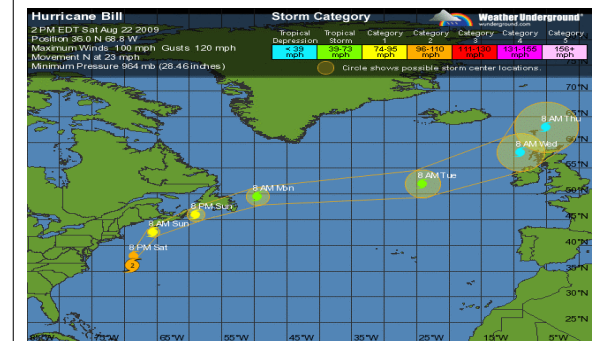 Hurricane Bill
2 PM EDT Sat Aug 22 2009
Position 36.0 N 68.8 W
Maximum Winds 100 mph Gusts 120 mph
Movement N at 23 mph
Minimum Pressure 964 mb (28.46 inches)
Storm Category
Weather Underground®
wunderground.com
Tropical Depression < 39 mph
Tropical Storm 39-73 mph
Category 1 74-95 mph
Category 2 96-110 mph
Category 3 111-130 mph
Category 4 131-155 mph
Category 5 156+ mph
Circle shows possible storm center locations.
70°N
65°N
8 AM Thu
60°N
8 AM Wed
55°N
8 AM Tue
50°N
8 AM Mon
8 PM Sun
45°N
8 AM Sun
40°N
8 PM Sat
2
35°N
30°N
25°N
85°W 75°W 65°W 55°W 45°W 35°W 25°W 15°W 5°W